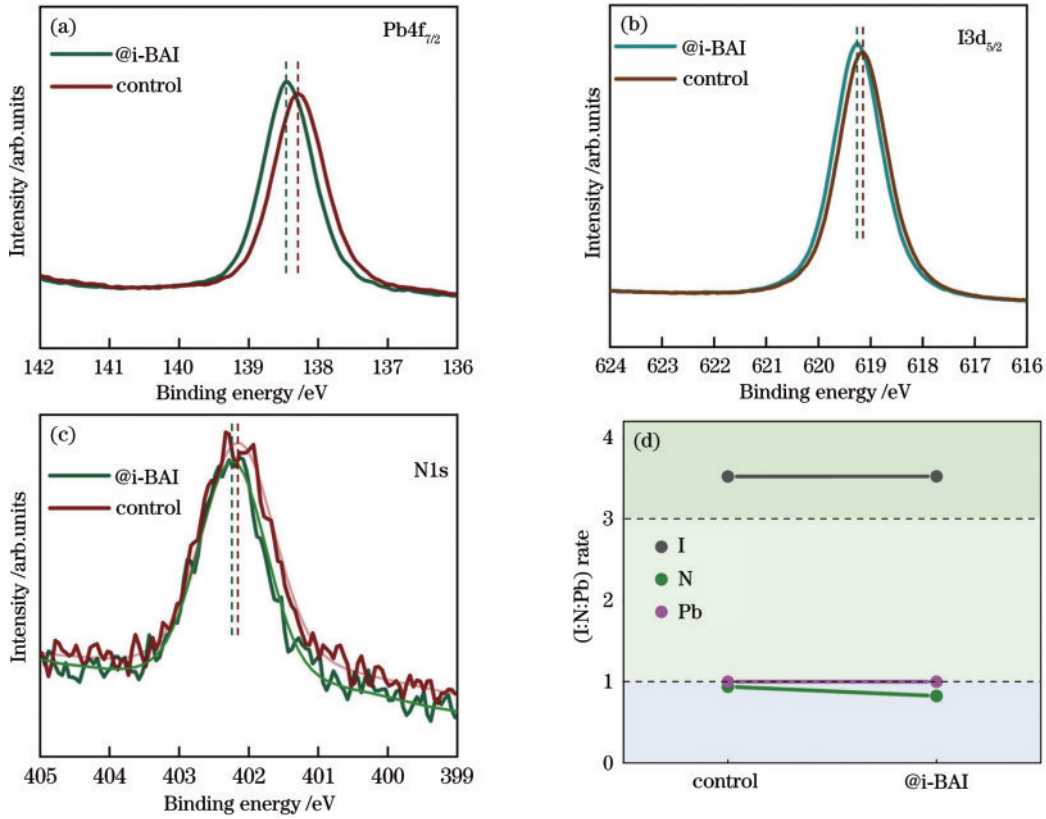 (a)
Pb4f7/2
@i-BAI
control
Intensity /arb.units
142 141 140 139 138 137 136
Binding energy /eV
(b)
I3d5/2
@i-BAI
control
Intensity /arb.units
624 623 622 621 620 619 618 617 616
Binding energy /eV
(c)
N1s
@i-BAI
control
Intensity /arb.units
405 404 403 402 401 400 399
Binding energy /eV
(d)
4
3
2
1
0
I
N
Pb
(I:N:Pb) rate
control @i-BAI